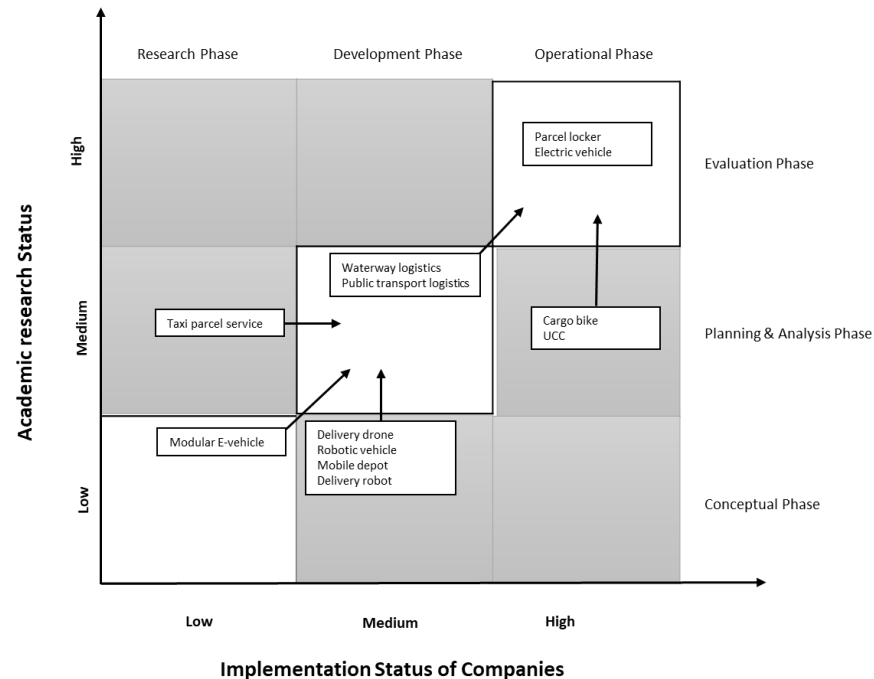 Research Phase
Development Phase
Operational Phase
High
Parcel locker
Electric vehicle
Evaluation Phase
Academic research Status
Medium
Waterway logistics
Public transport logistics
Taxi parcel service
Cargo bike
UCC
Planning & Analysis Phase
Modular E-vehicle
Delivery drone
Robotic vehicle
Mobile depot
Delivery robot
Low
Conceptual Phase
Low
Medium
High
Implementation Status of Companies